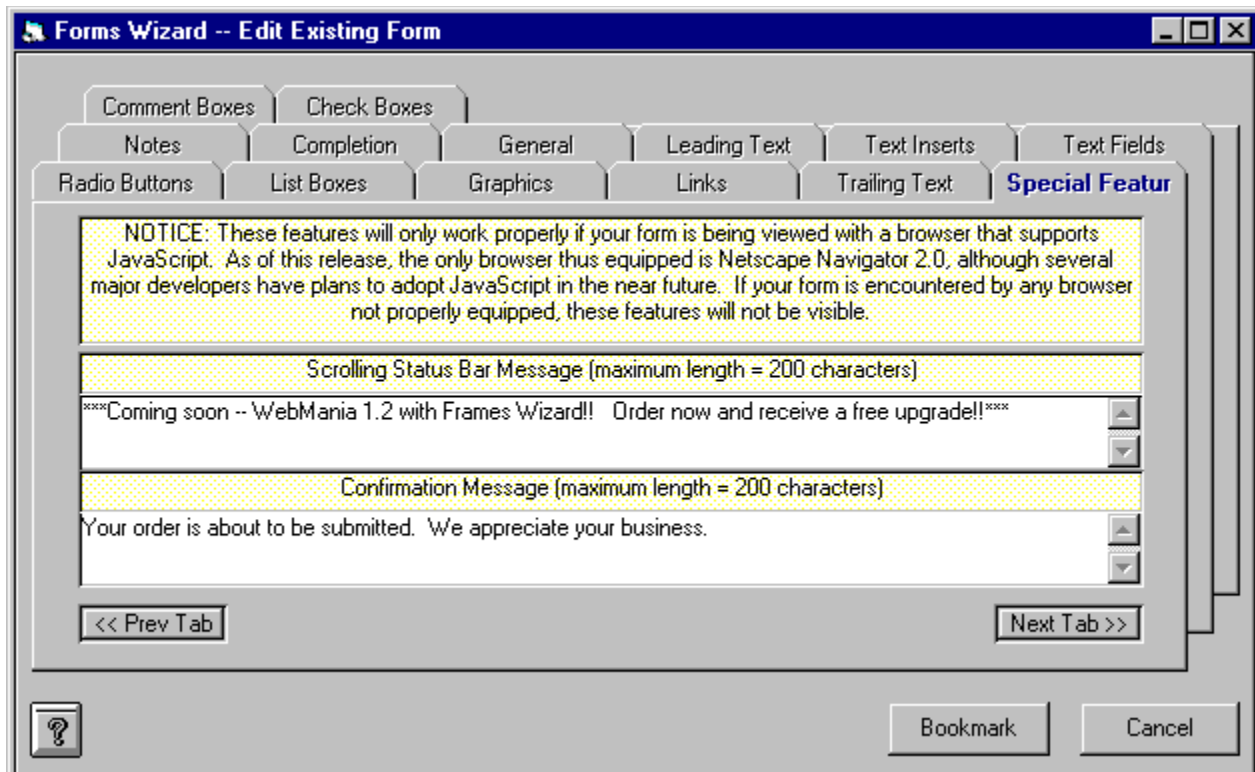 Forms Wizard -- Edit Existing Form
Comment Boxes Check Boxes
Notes Completion General Leading Text Text Inserts Text Fields
Radio Buttons List Boxes Graphics Links Trailing Text Special Featur
NOTICE: These features will only work properly if your form is being viewed with a browser that supports
JavaScript.  As of this release, the only browser thus equipped is Netscape Navigator 2.0, although several
major developers have plans to adopt JavaScript in the near future.  If your form is encountered by any browser
not properly equipped, these features will not be visible.
Scrolling Status Bar Message (maximum length = 200 characters)
***Coming soon -- WebMania 1.2 with Frames Wizard!!   Order now and receive a free upgrade!!***
Confirmation Message (maximum length = 200 characters)
Your order is about to be submitted.  We appreciate your business.
<< Prev Tab Next Tab >>
? Bookmark Cancel